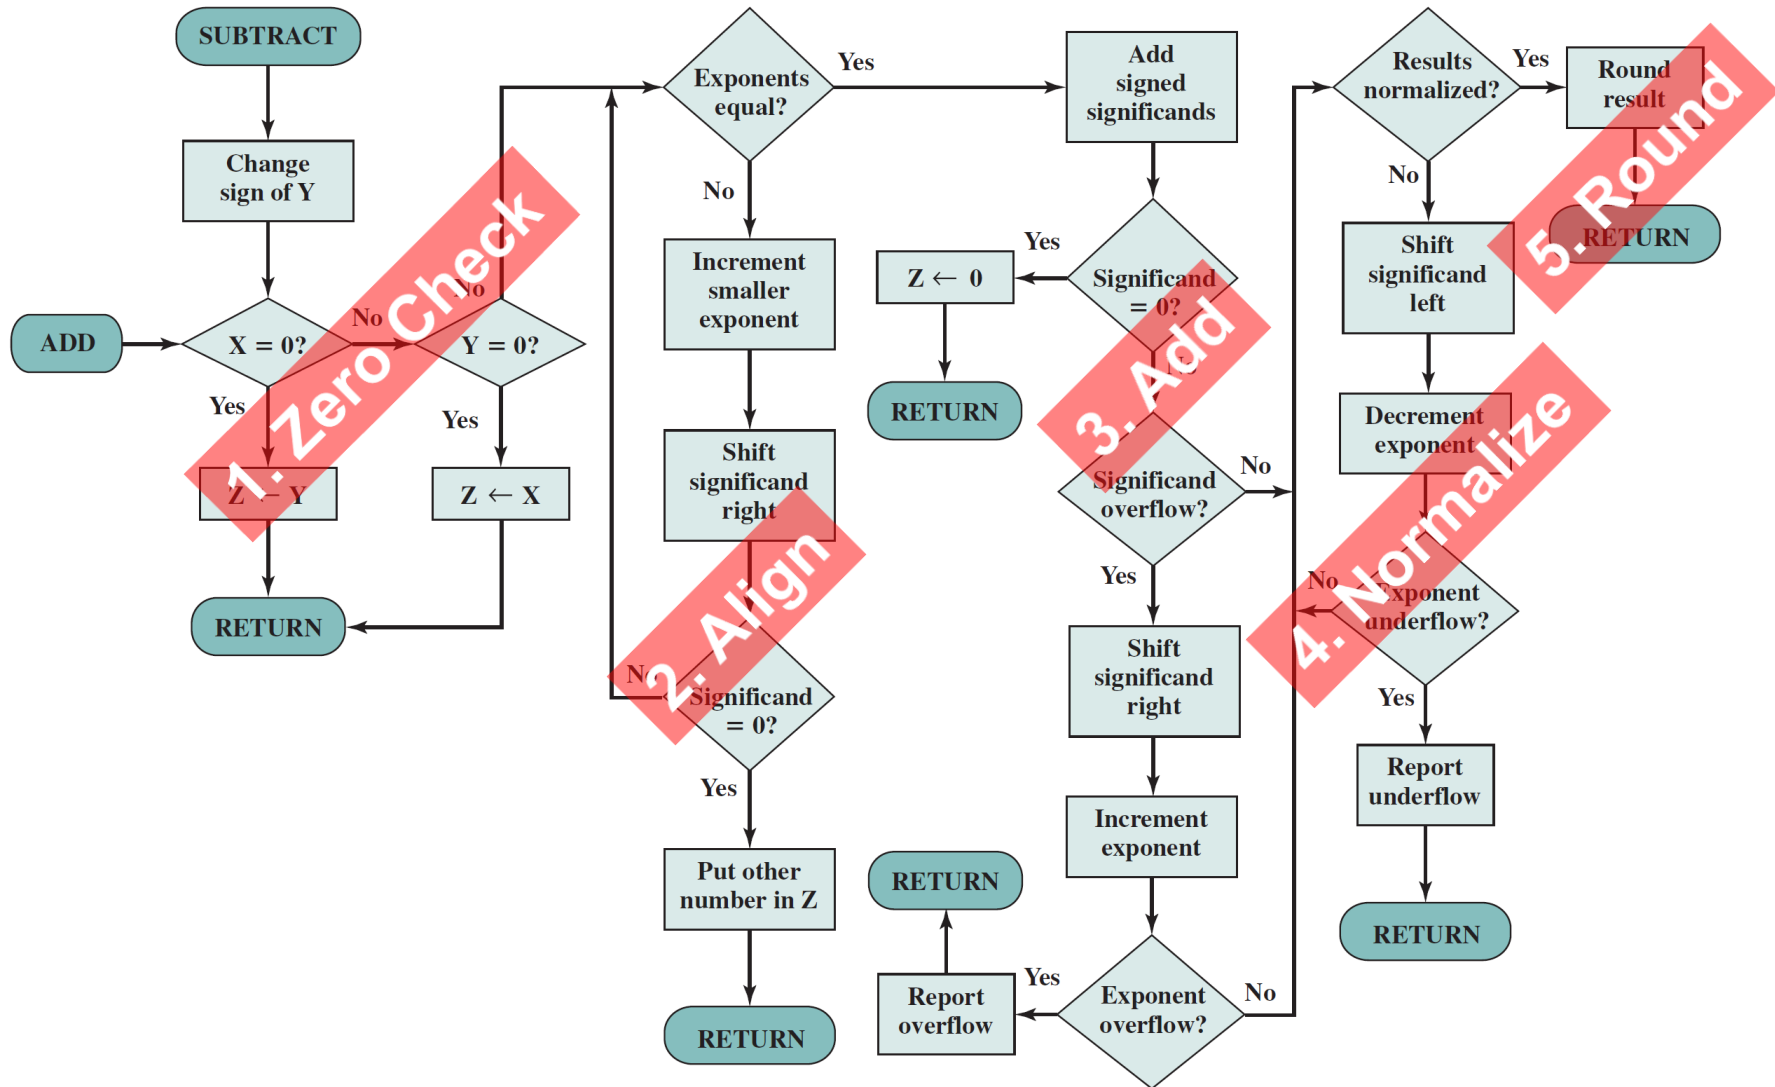 SUBTRACT
Change
sign of Y
ADD
X = 0?
No
Y = 0?
No
Yes
Yes
Z ← Y
Z ← X
RETURN
1. Zero Check
Exponents
equal?
Yes
No
Increment
smaller
exponent
Shift
significand
right
Significand
= 0?
No
Yes
Put other
number in Z
RETURN
2. Align
Add
signed
significands
Significand
= 0?
Yes
Z ← 0
RETURN
No
Significand
overflow?
No
Yes
Shift
significand
right
Increment
exponent
Exponent
overflow?
Yes
Report
overflow
RETURN
No
3. Add
Results
normalized?
Yes
Round
result
RETURN
No
Shift
significand
left
Decrement
exponent
Exponent
underflow?
No
Yes
Report
underflow
RETURN
4. Normalize
5. Round